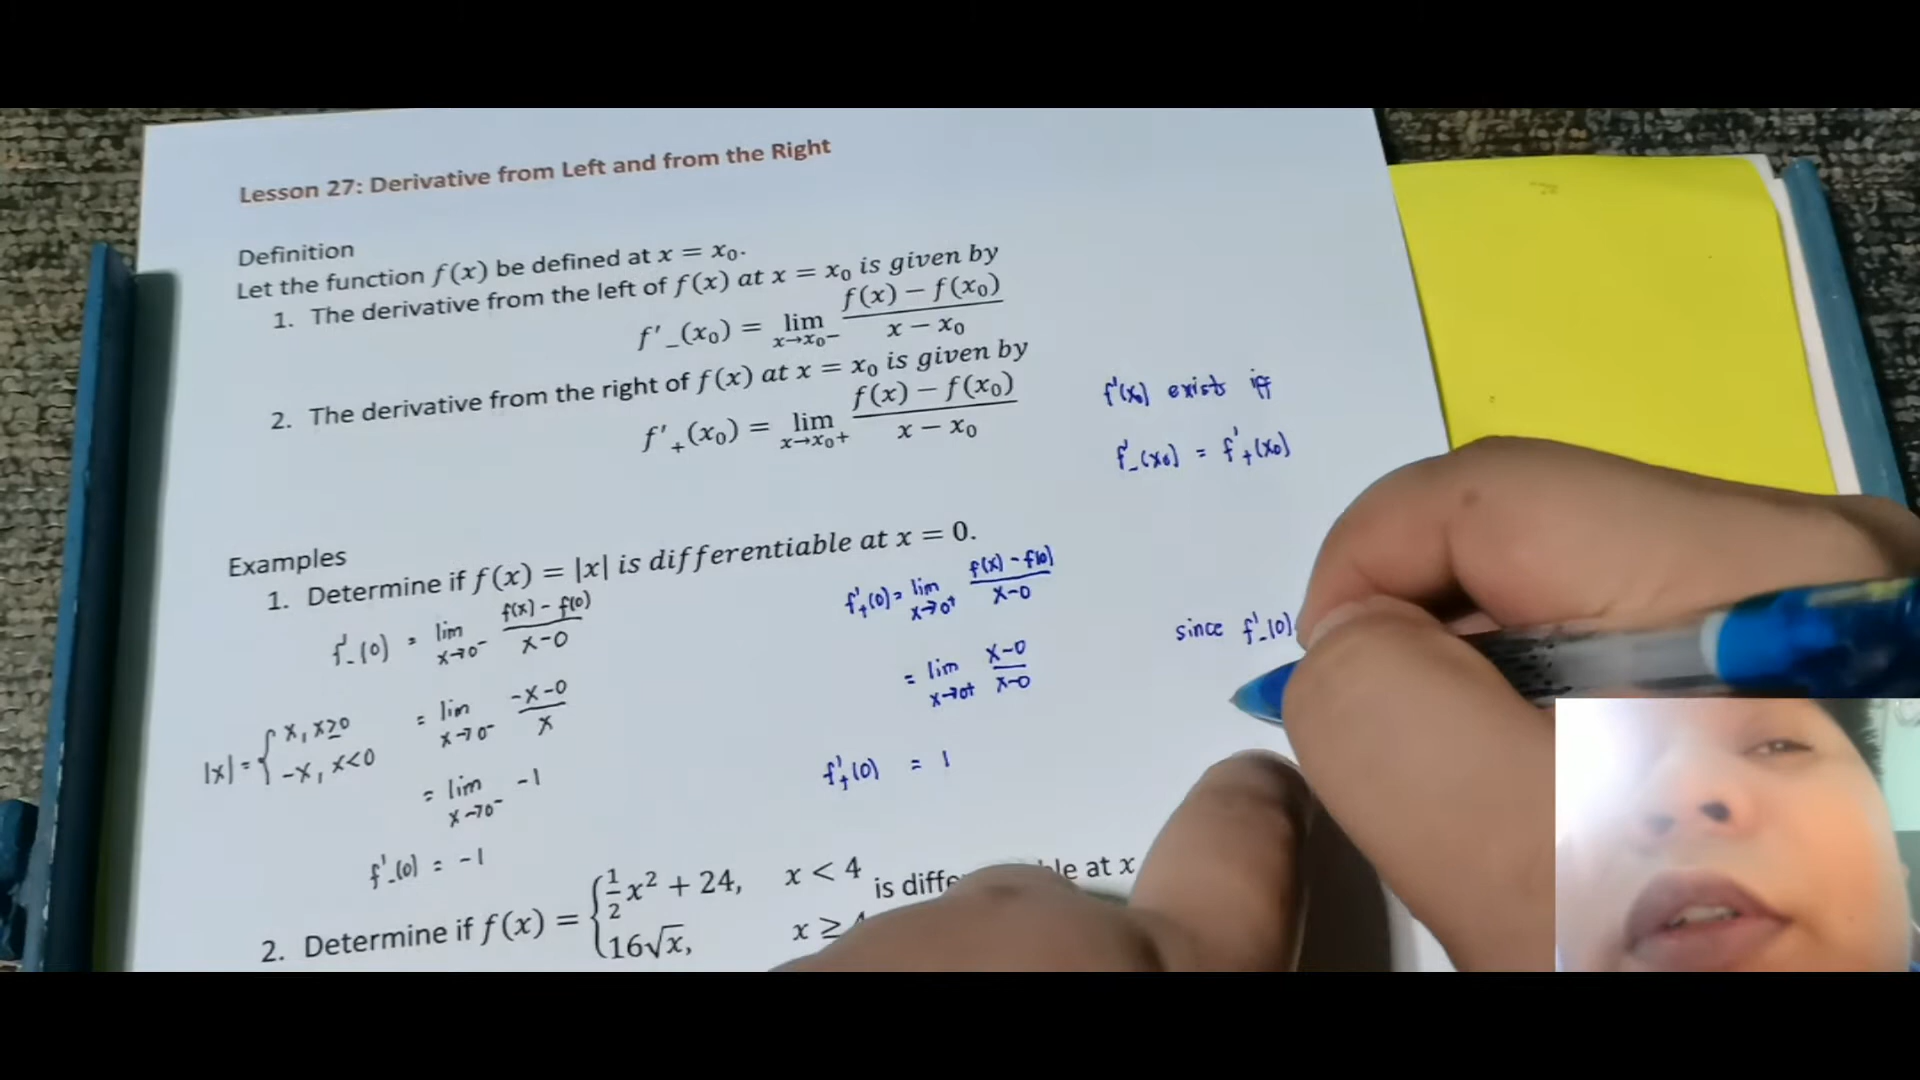 Lesson 27: Derivative from Left and from the Right
Definition
Let the function f(x) be defined at x = x₀.
1. The derivative from the left of f(x) at x = x₀ is given by
f'₋(x₀) = lim x→x₀− (f(x) − f(x₀)) / (x − x₀)
2. The derivative from the right of f(x) at x = x₀ is given by
f'₊(x₀) = lim x→x₀+ (f(x) − f(x₀)) / (x − x₀)
f'(x₀) exists iff
f'₋(x₀) = f'₊(x₀)
Examples
1. Determine if f(x) = |x| is differentiable at x = 0.
f'₋(0) = lim x→0⁻ (f(x) - f(0)) / (x-0)
|x| = { x, x≥0
-x, x<0
= lim x→0⁻ (-x-0) / x
= lim x→0⁻ -1
f'₋(0) = -1
f'₊(0) = lim x→0⁺ (f(x) - f(0)) / (x-0)
= lim x→0⁺ (x-0) / (x-0)
f'₊(0) = 1
since f'₋(0)
2. Determine if f(x) = { ½x² + 24, x < 4
16√x, x ≥
is at x